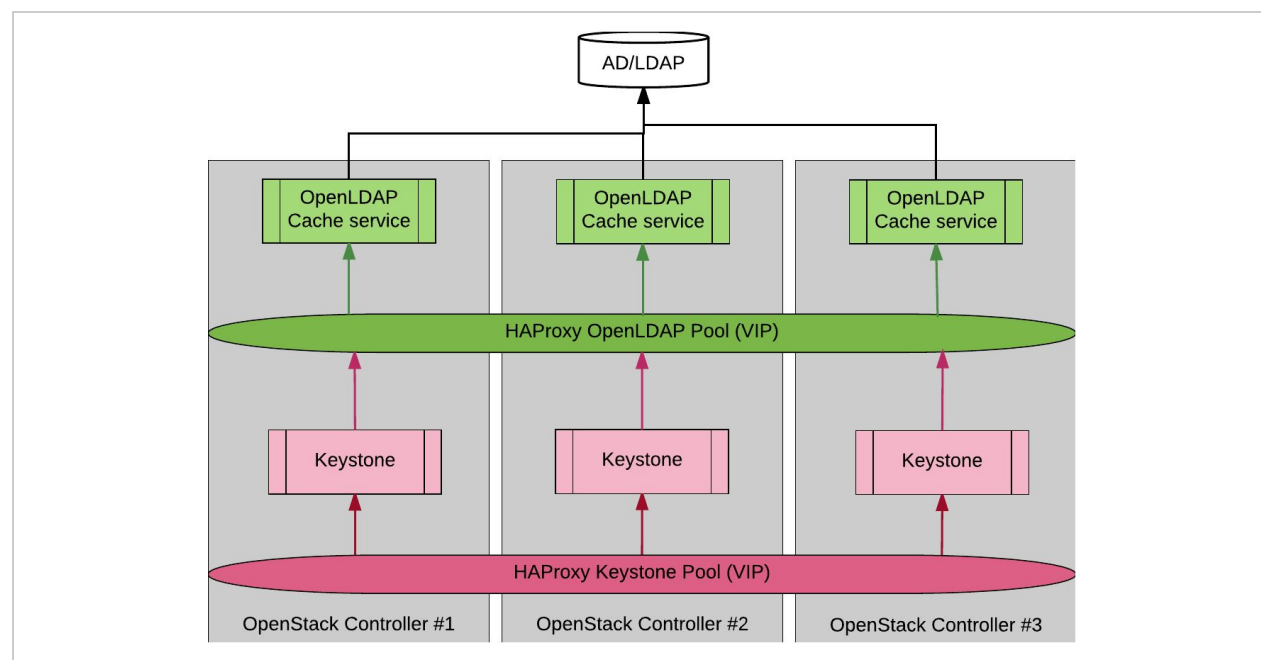 AD/LDAP
OpenLDAP
Cache service
OpenLDAP
Cache service
OpenLDAP
Cache service
HAProxy OpenLDAP Pool (VIP)
Keystone
Keystone
Keystone
HAProxy Keystone Pool (VIP)
OpenStack Controller #1
OpenStack Controller #2
OpenStack Controller #3